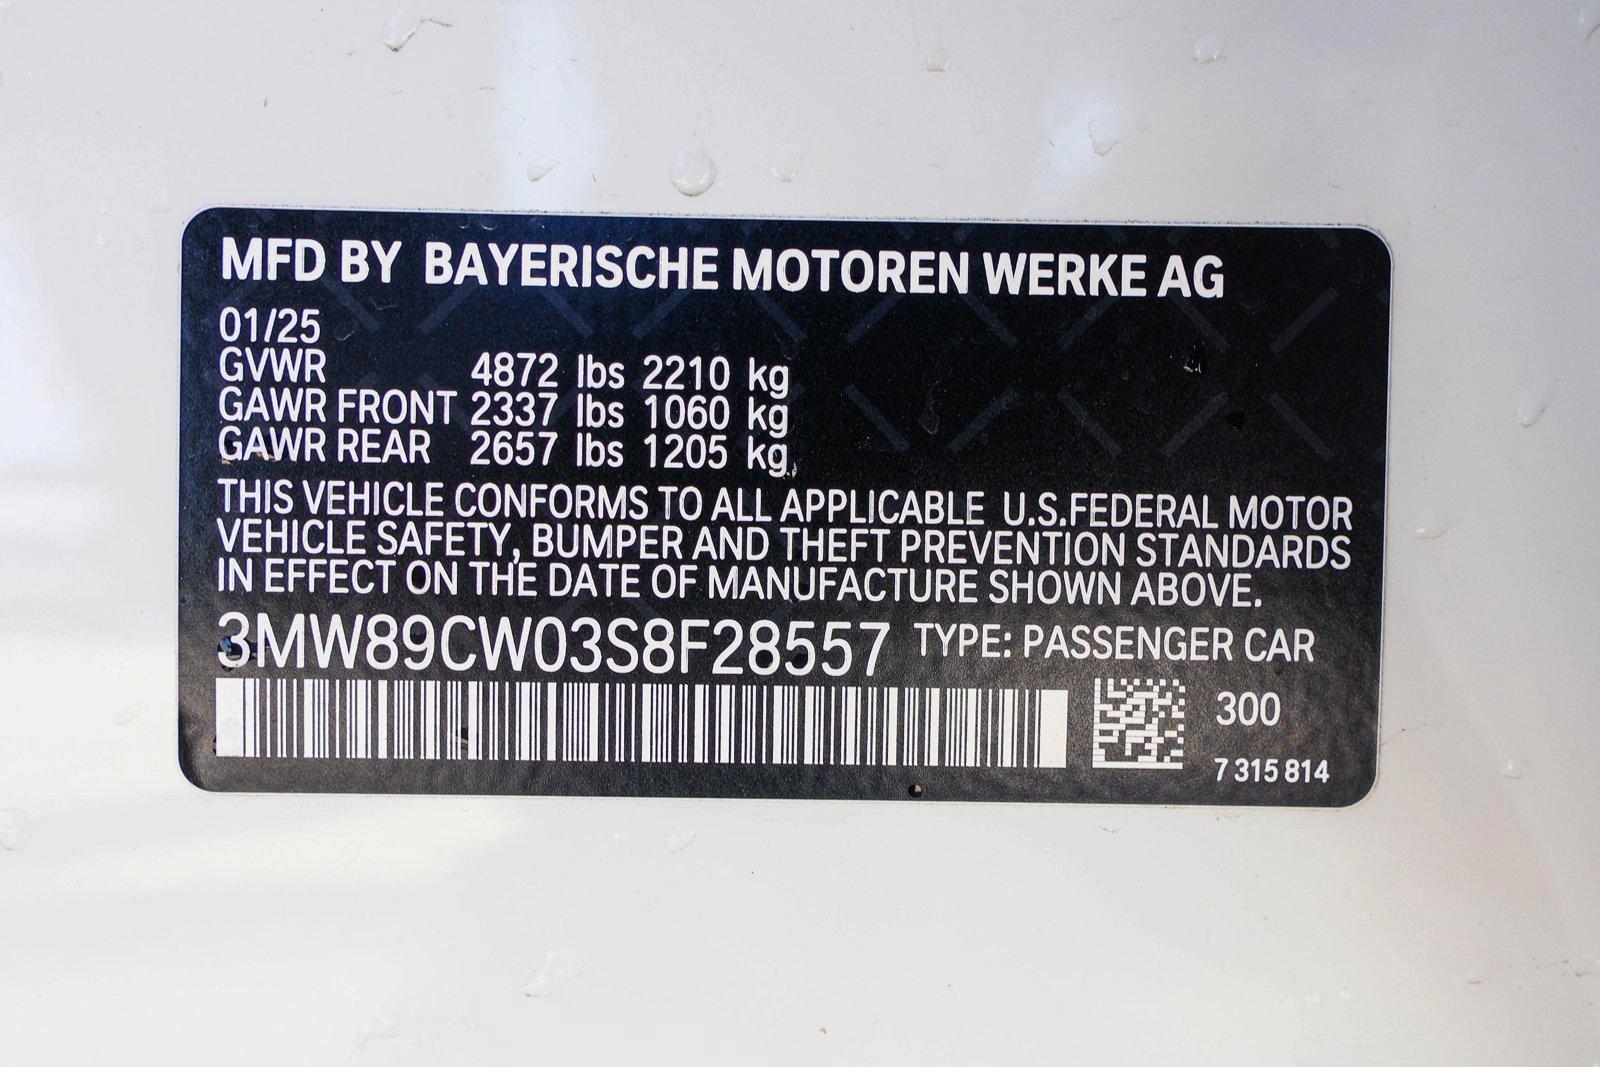 MFD BY BAYERISCHE MOTOREN WERKE AG
01/25
GVWR 4872 lbs 2210 kg
GAWR FRONT 2337 lbs 1060 kg
GAWR REAR 2657 lbs 1205 kg
THIS VEHICLE CONFORMS TO ALL APPLICABLE U.S.FEDERAL MOTOR
VEHICLE SAFETY, BUMPER AND THEFT PREVENTION STANDARDS
IN EFFECT ON THE DATE OF MANUFACTURE SHOWN ABOVE.
3MW89CW03S8F28557 TYPE: PASSENGER CAR
300
7 315 814